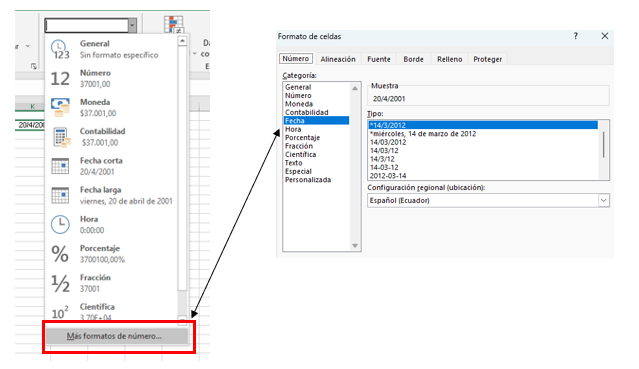 General
Sin formato específico
Número
37001,00
Moneda
$37.001,00
Contabilidad
$37.001,00
Fecha corta
20/4/2001
Fecha larga
viernes, 20 de abril de 2001
Hora
0:00:00
Porcentaje
3700100,00%
Fracción
37001
Científica
3,70E+04
Más formatos de número...
123
12
%
½
10²
K
20/4/200
Formato de celdas
? ×
Número Alineación Fuente Borde Relleno Proteger
Categoría:
General
Número
Moneda
Contabilidad
Fecha
Hora
Porcentaje
Fracción
Científica
Texto
Especial
Personalizada
Muestra
20/4/2001
Tipo:
*14/3/2012
*miércoles, 14 de marzo de 2012
14/03/2012
14/03/12
14/3/12
14-03-12
2012-03-14
Configuración regional (ubicación):
Español (Ecuador)